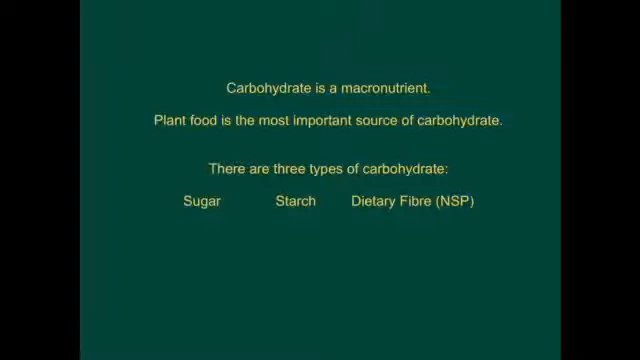 Carbohydrate is a macronutrient.
Plant food is the most important source of carbohydrate.
There are three types of carbohydrate:
Sugar Starch Dietary Fibre (NSP)